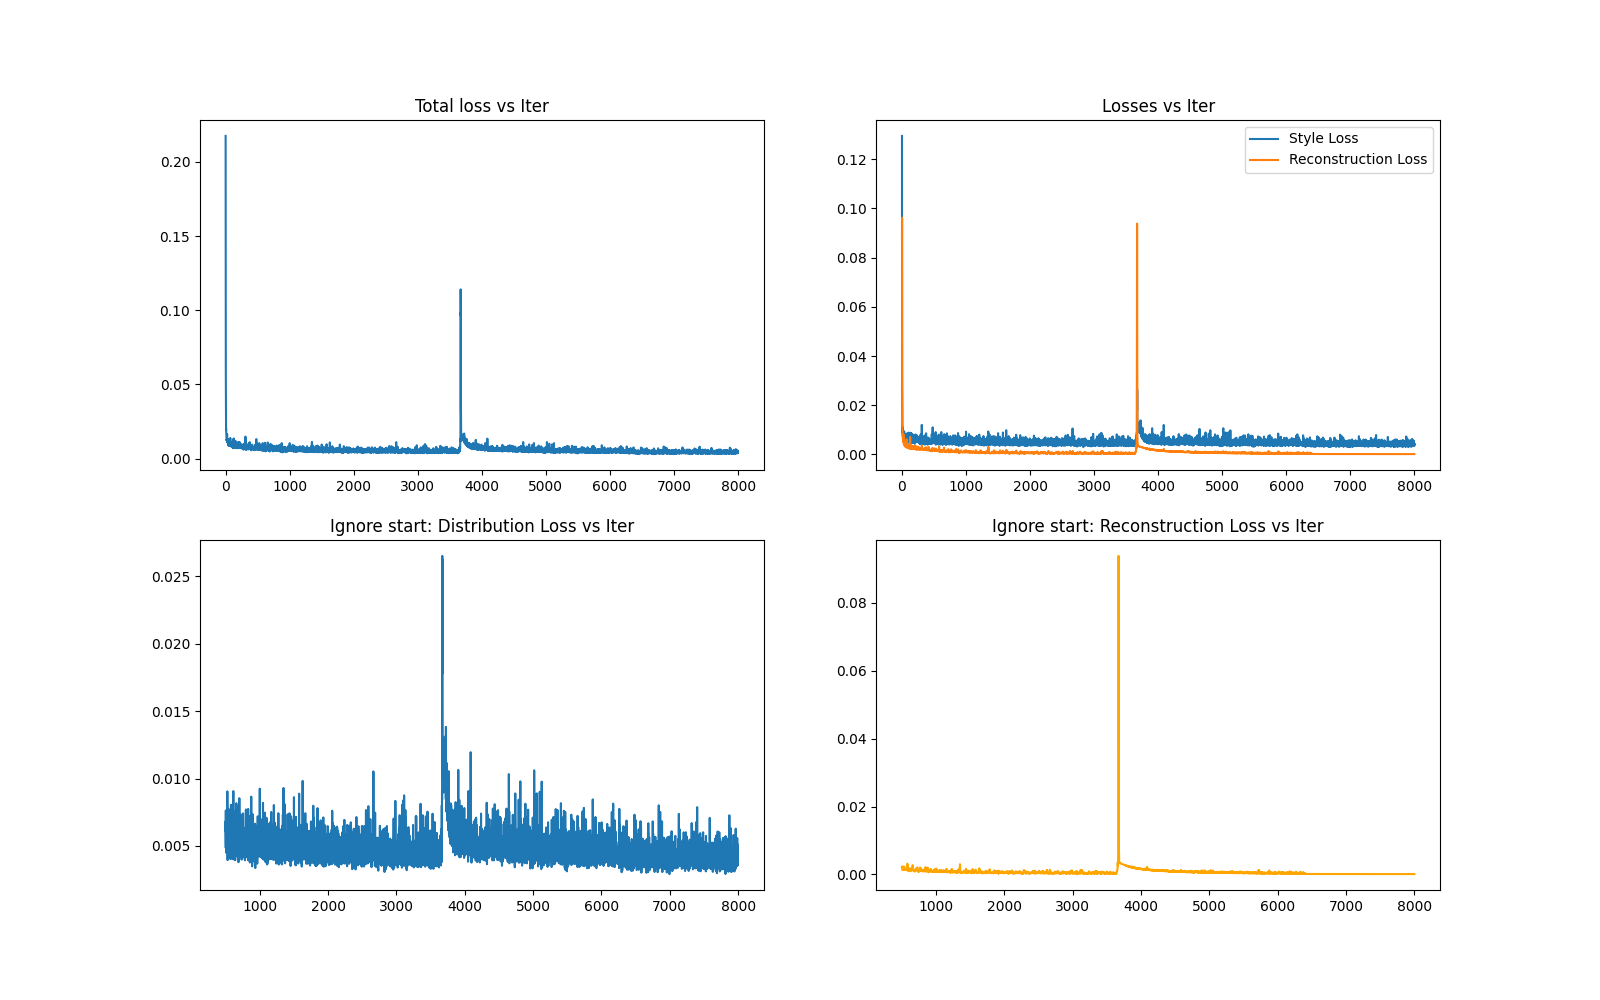 Total loss vs Iter
0.20
0.15
0.10
0.05
0.00
0 1000 2000 3000 4000 5000 6000 7000 8000
Losses vs Iter
Style Loss
Reconstruction Loss
0.12
0.10
0.08
0.06
0.04
0.02
0.00
0 1000 2000 3000 4000 5000 6000 7000 8000
Ignore start: Distribution Loss vs Iter
0.025
0.020
0.015
0.010
0.005
1000 2000 3000 4000 5000 6000 7000 8000
Ignore start: Reconstruction Loss vs Iter
0.08
0.06
0.04
0.02
0.00
1000 2000 3000 4000 5000 6000 7000 8000